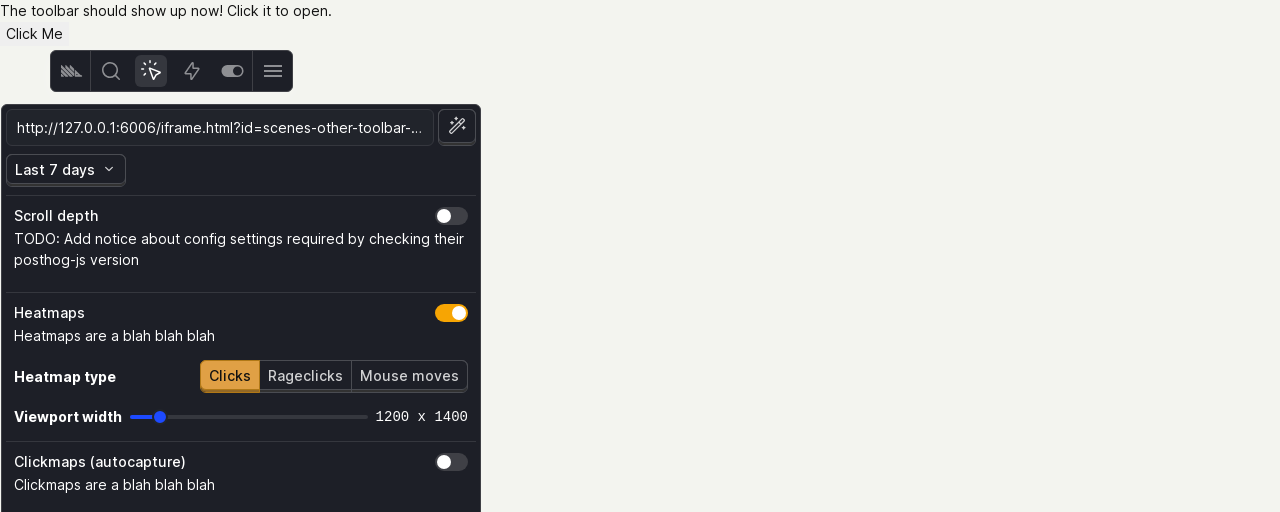 The toolbar should show up now! Click it to open.
Click Me
http://127.0.0.1:6006/iframe.html?id=scenes-other-toolbar-...
Last 7 days
Scroll depth
TODO: Add notice about config settings required by checking their
posthog-js version
Heatmaps
Heatmaps are a blah blah blah
Heatmap type Clicks Rageclicks Mouse moves
Viewport width 1200 x 1400
Clickmaps (autocapture)
Clickmaps are a blah blah blah